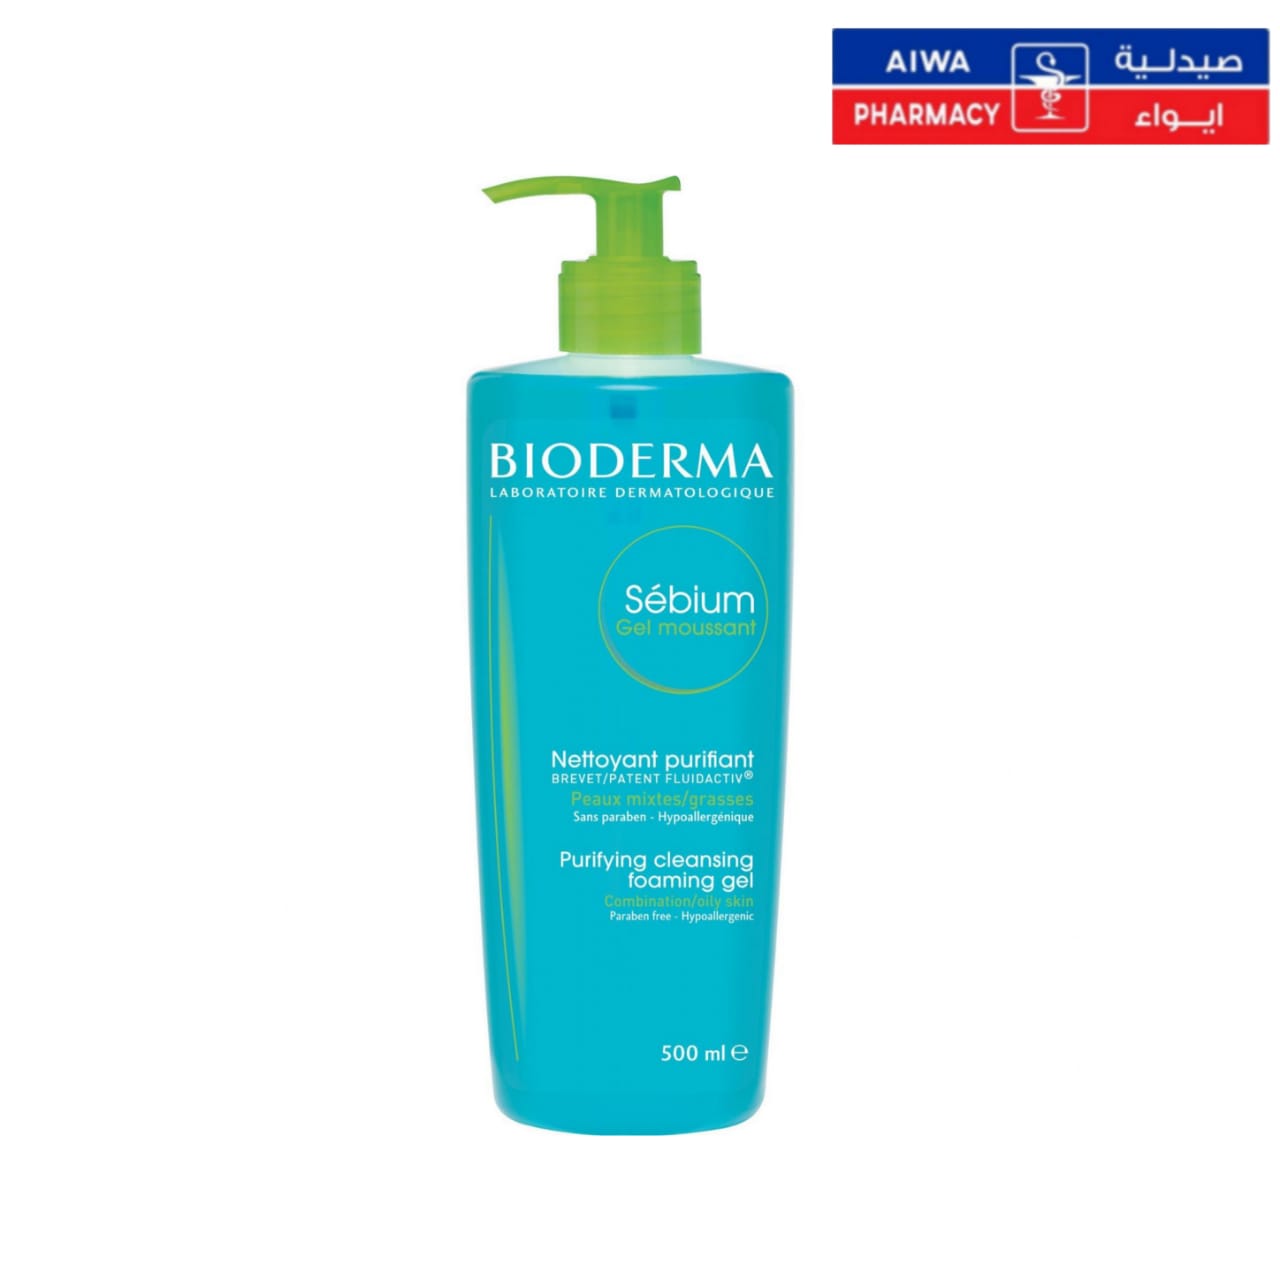 AIWA
PHARMACY
صيدلية
ايواء
BIODERMA
LABORATOIRE DERMATOLOGIQUE
Sébium
Gel moussant
Nettoyant purifiant
BREVET/PATENT FLUIDACTIV®
Peaux mixtes/grasses
Sans paraben - Hypoallergénique
Purifying cleansing
foaming gel
Combination/oily skin
Paraben free - Hypoallergenic
500 ml ℮